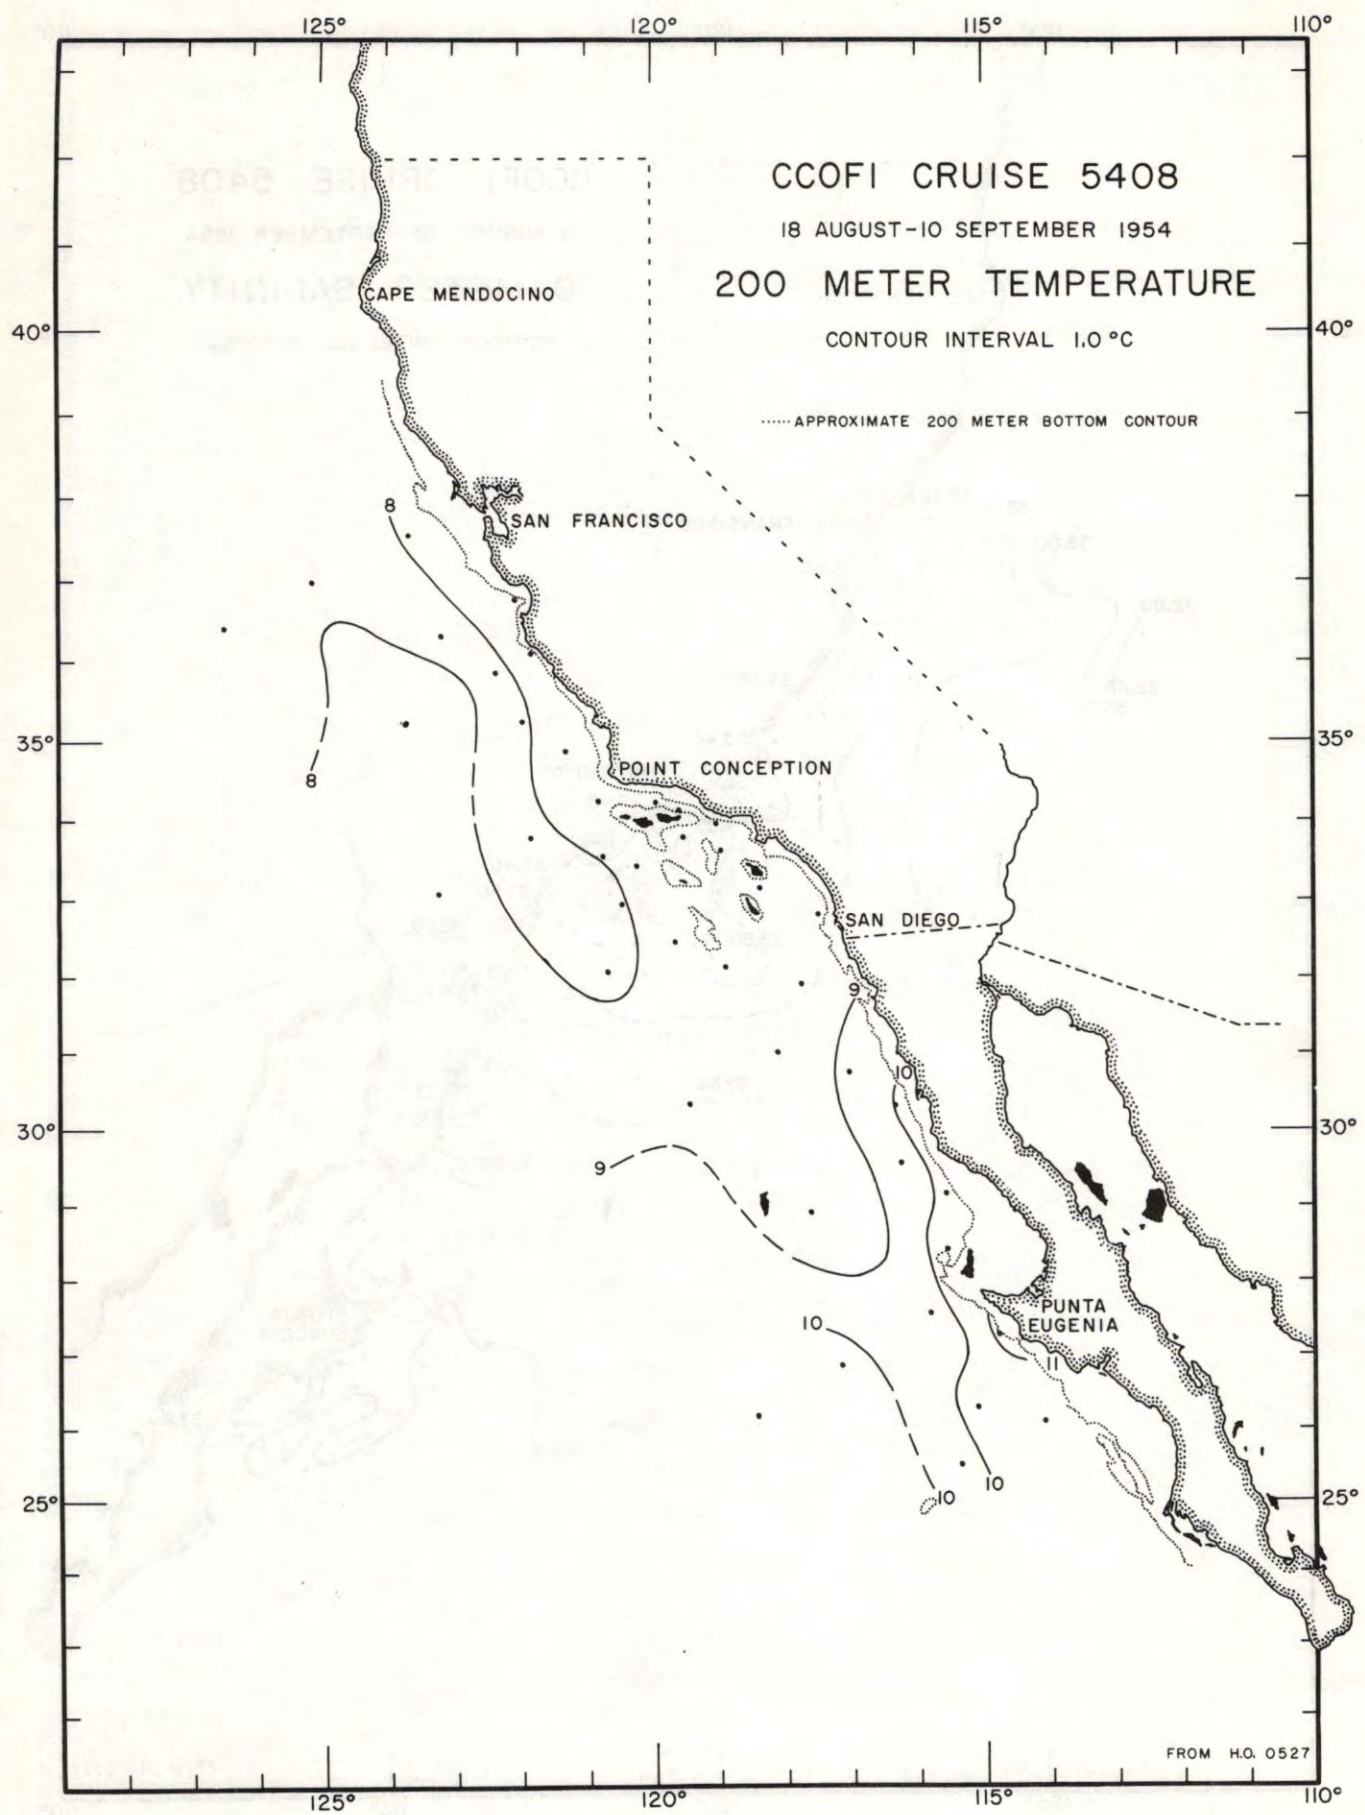 125° 120° 115° 110°
CCOFI CRUISE 5408
18 AUGUST-10 SEPTEMBER 1954
200 METER TEMPERATURE
CONTOUR INTERVAL 1.0 °C
........ APPROXIMATE 200 METER BOTTOM CONTOUR
CAPE MENDOCINO
40° 40°
8
SAN FRANCISCO
35° 35°
POINT CONCEPTION
8
SAN DIEGO
9
10
30° 30°
9
PUNTA
EUGENIA
10
11
10
10
25° 25°
FROM H.O. 0527
125° 120° 115° 110°